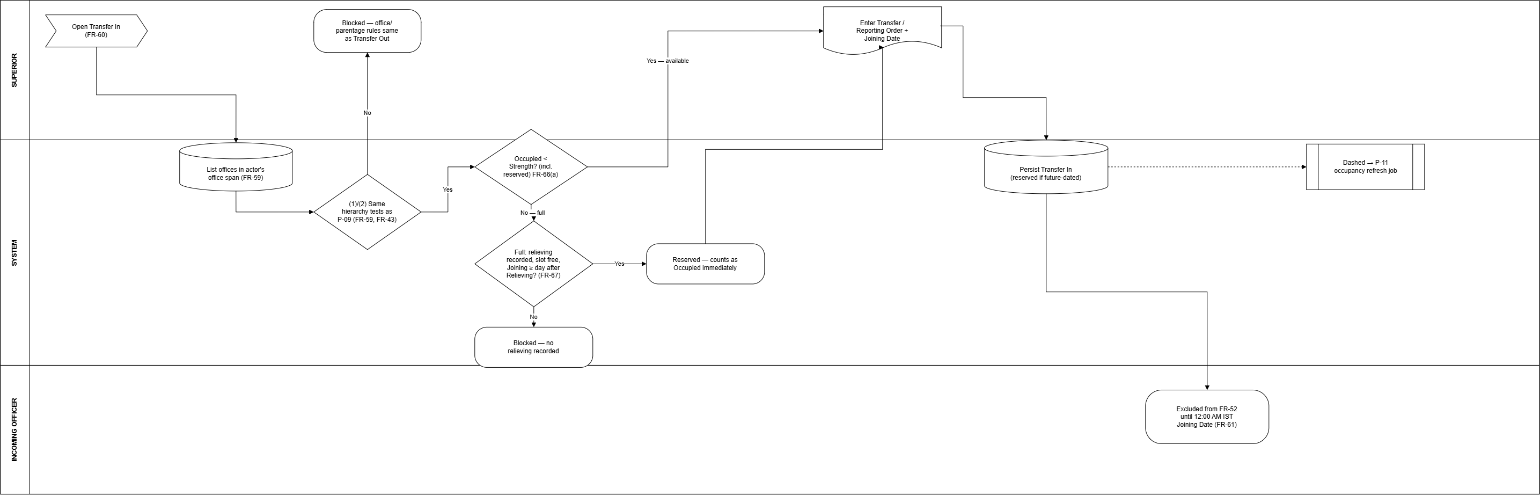 SUPERIOR
Open Transfer In
(FR-60)
Blocked — office/
parentage rules same
as Transfer Out
No
Yes — available
Enter Transfer /
Reporting Order +
Joining Date
SYSTEM
List offices in actor's
office span (FR-59)
(1)/(2) Same
hierarchy tests as
P-09 (FR-59, FR-43)
Yes
Occupied <
Strength? (incl.
reserved) FR-66(a)
No — full
Full, relieving
recorded, slot free,
Joining ≥ day after
Relieving? (FR-67)
Yes
Reserved — counts as
Occupied immediately
No
Blocked — no
relieving recorded
Persist Transfer In
(reserved if future-dated)
Dashed — P-11
occupancy refresh job
INCOMING OFFICER
Excluded from FR-52
until 12:00 AM IST
Joining Date (FR-61)